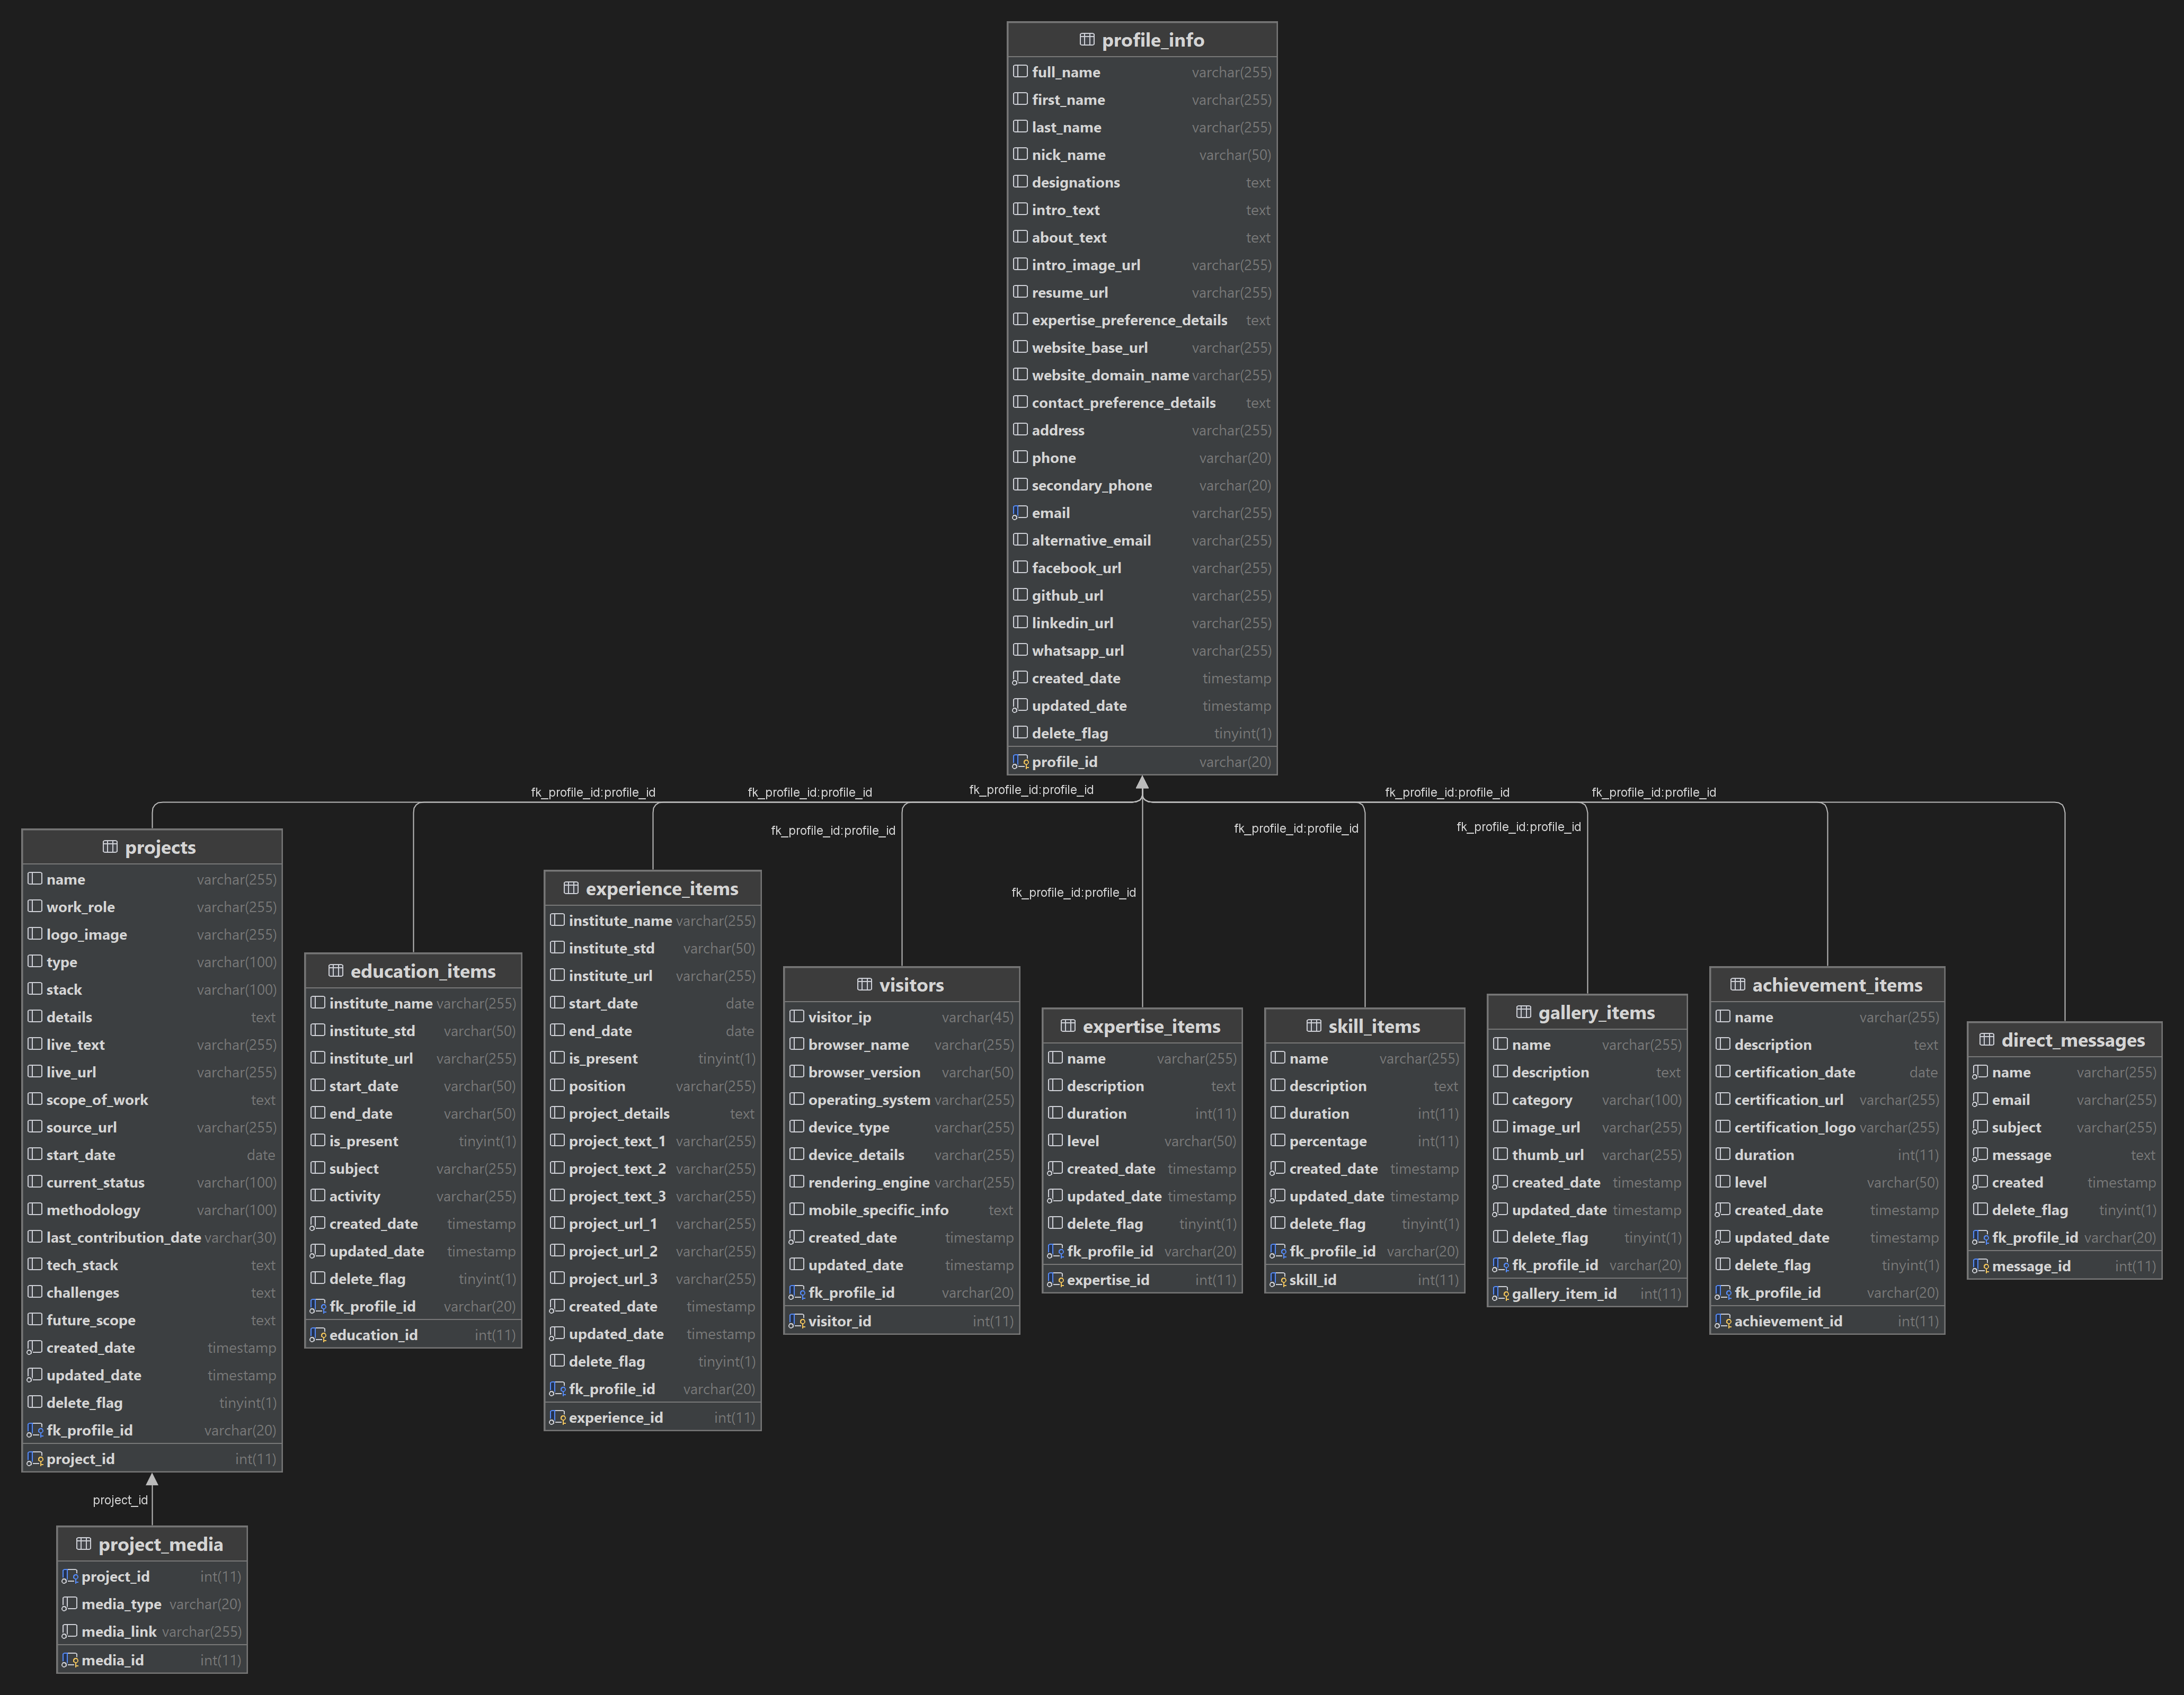 profile_info
full_name varchar(255)
first_name varchar(255)
last_name varchar(255)
nick_name varchar(50)
designations text
intro_text text
about_text text
intro_image_url varchar(255)
resume_url varchar(255)
expertise_preference_details text
website_base_url varchar(255)
website_domain_name varchar(255)
contact_preference_details text
address varchar(255)
phone varchar(20)
secondary_phone varchar(20)
email varchar(255)
alternative_email varchar(255)
facebook_url varchar(255)
github_url varchar(255)
linkedin_url varchar(255)
whatsapp_url varchar(255)
created_date timestamp
updated_date timestamp
delete_flag tinyint(1)
profile_id varchar(20)
fk_profile_id:profile_id
fk_profile_id:profile_id
fk_profile_id:profile_id
fk_profile_id:profile_id
fk_profile_id:profile_id
fk_profile_id:profile_id
fk_profile_id:profile_id
fk_profile_id:profile_id
fk_profile_id:profile_id
projects
name varchar(255)
work_role varchar(255)
logo_image varchar(255)
type varchar(100)
stack varchar(100)
details text
live_text varchar(255)
live_url varchar(255)
scope_of_work text
source_url varchar(255)
start_date date
current_status varchar(100)
methodology varchar(100)
last_contribution_date varchar(30)
tech_stack text
challenges text
future_scope text
created_date timestamp
updated_date timestamp
delete_flag tinyint(1)
fk_profile_id varchar(20)
project_id int(11)
education_items
institute_name varchar(255)
institute_std varchar(50)
institute_url varchar(255)
start_date varchar(50)
end_date varchar(50)
is_present tinyint(1)
subject varchar(255)
activity varchar(255)
created_date timestamp
updated_date timestamp
delete_flag tinyint(1)
fk_profile_id varchar(20)
education_id int(11)
experience_items
institute_name varchar(255)
institute_std varchar(50)
institute_url varchar(255)
start_date date
end_date date
is_present tinyint(1)
position varchar(255)
project_details text
project_text_1 varchar(255)
project_text_2 varchar(255)
project_text_3 varchar(255)
project_url_1 varchar(255)
project_url_2 varchar(255)
project_url_3 varchar(255)
created_date timestamp
updated_date timestamp
delete_flag tinyint(1)
fk_profile_id varchar(20)
experience_id int(11)
visitors
visitor_ip varchar(45)
browser_name varchar(255)
browser_version varchar(50)
operating_system varchar(255)
device_type varchar(255)
device_details varchar(255)
rendering_engine varchar(255)
mobile_specific_info text
created_date timestamp
updated_date timestamp
fk_profile_id varchar(20)
visitor_id int(11)
expertise_items
name varchar(255)
description text
duration int(11)
level varchar(50)
created_date timestamp
updated_date timestamp
delete_flag tinyint(1)
fk_profile_id varchar(20)
expertise_id int(11)
skill_items
name varchar(255)
description text
duration int(11)
percentage int(11)
created_date timestamp
updated_date timestamp
delete_flag tinyint(1)
fk_profile_id varchar(20)
skill_id int(11)
gallery_items
name varchar(255)
description text
category varchar(100)
image_url varchar(255)
thumb_url varchar(255)
created_date timestamp
updated_date timestamp
delete_flag tinyint(1)
fk_profile_id varchar(20)
gallery_item_id int(11)
achievement_items
name varchar(255)
description text
certification_date date
certification_url varchar(255)
certification_logo varchar(255)
duration int(11)
level varchar(50)
created_date timestamp
updated_date timestamp
delete_flag tinyint(1)
fk_profile_id varchar(20)
achievement_id int(11)
direct_messages
name varchar(255)
email varchar(255)
subject varchar(255)
message text
created timestamp
delete_flag tinyint(1)
fk_profile_id varchar(20)
message_id int(11)
project_id
project_media
project_id int(11)
media_type varchar(20)
media_link varchar(255)
media_id int(11)